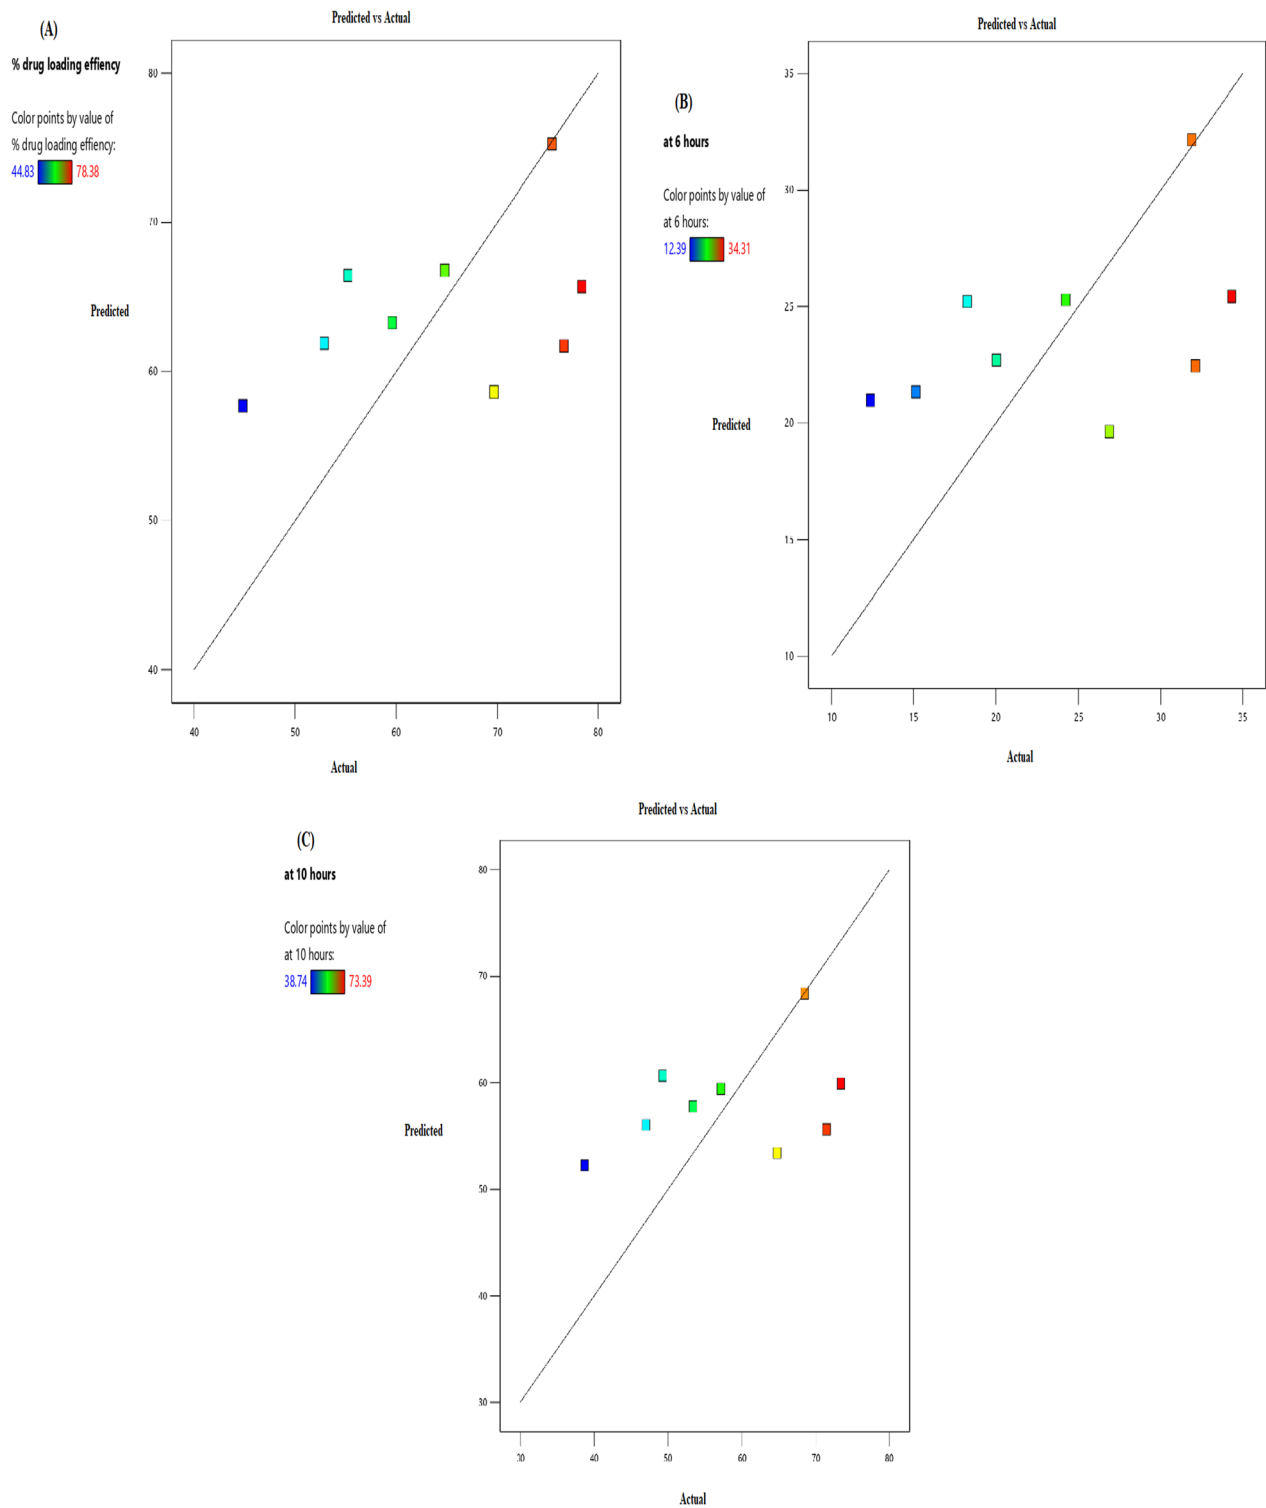 Predicted vs Actual
(A)
% drug loading effiency
Color points by value of
% drug loading effiency:
44.83 78.38
80
70
60
50
40
Predicted
40 50 60 70 80
Actual
Predicted vs Actual
(B)
at 6 hours
Color points by value of
at 6 hours:
12.39 34.31
35
30
25
20
15
10
Predicted
10 15 20 25 30 35
Actual
Predicted vs Actual
(C)
at 10 hours
Color points by value of
at 10 hours:
38.74 73.39
80
70
60
50
40
30
Predicted
30 40 50 60 70 80
Actual